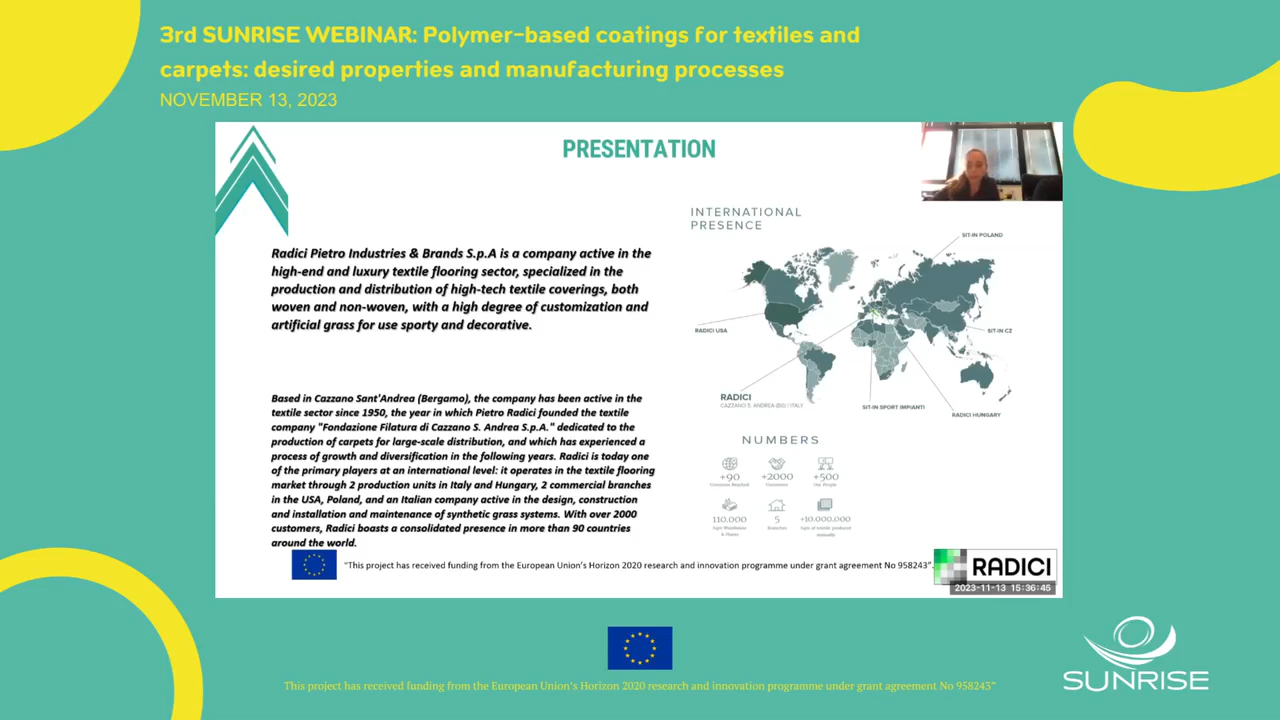 3rd SUNRISE WEBINAR: Polymer-based coatings for textiles and
carpets: desired properties and manufacturing processes
NOVEMBER 13, 2023
PRESENTATION
Radici Pietro Industries & Brands S.p.A is a company active in the
high-end and luxury textile flooring sector, specialized in the
production and distribution of high-tech textile coverings, both
woven and non-woven, with a high degree of customization and
artificial grass for use sporty and decorative.
Based in Cazzano Sant'Andrea (Bergamo), the company has been active in the
textile sector since 1950, the year in which Pietro Radici founded the textile
company "Fondazione Filatura di Cazzano S. Andrea S.p.A." dedicated to the
production of carpets for large-scale distribution, and which has experienced a
process of growth and diversification in the following years. Radici is today one
of the primary players at an international level: it operates in the textile flooring
market through 2 production units in Italy and Hungary, 2 commercial branches
in the USA, Poland, and an Italian company active in the design, construction
and installation and maintenance of synthetic grass systems. With over 2000
customers, Radici boasts a consolidated presence in more than 90 countries
around the world.
INTERNATIONAL
PRESENCE
SIT-IN POLAND
RADICI USA
SIT-IN CZ
RADICI
CAZZANO S. ANDREA (BG) / ITALY
SIT-IN SPORT IMPIANTI
RADICI HUNGARY
NUMBERS
+90
+2000
+500
Countries Reached
Customers
Our People
110.000
5
+10.000.000
Sqm Warehouse
& Plants
Branches
Sqm of textile produced
annually
"This project has received funding from the European Union's Horizon 2020 research and innovation programme under grant agreement No 958243".
RADICI
2023-11-13 15:36:45
This project has received funding from the European Union's Horizon 2020 research and innovation programme under grant agreement No 958243"
SUNRISE